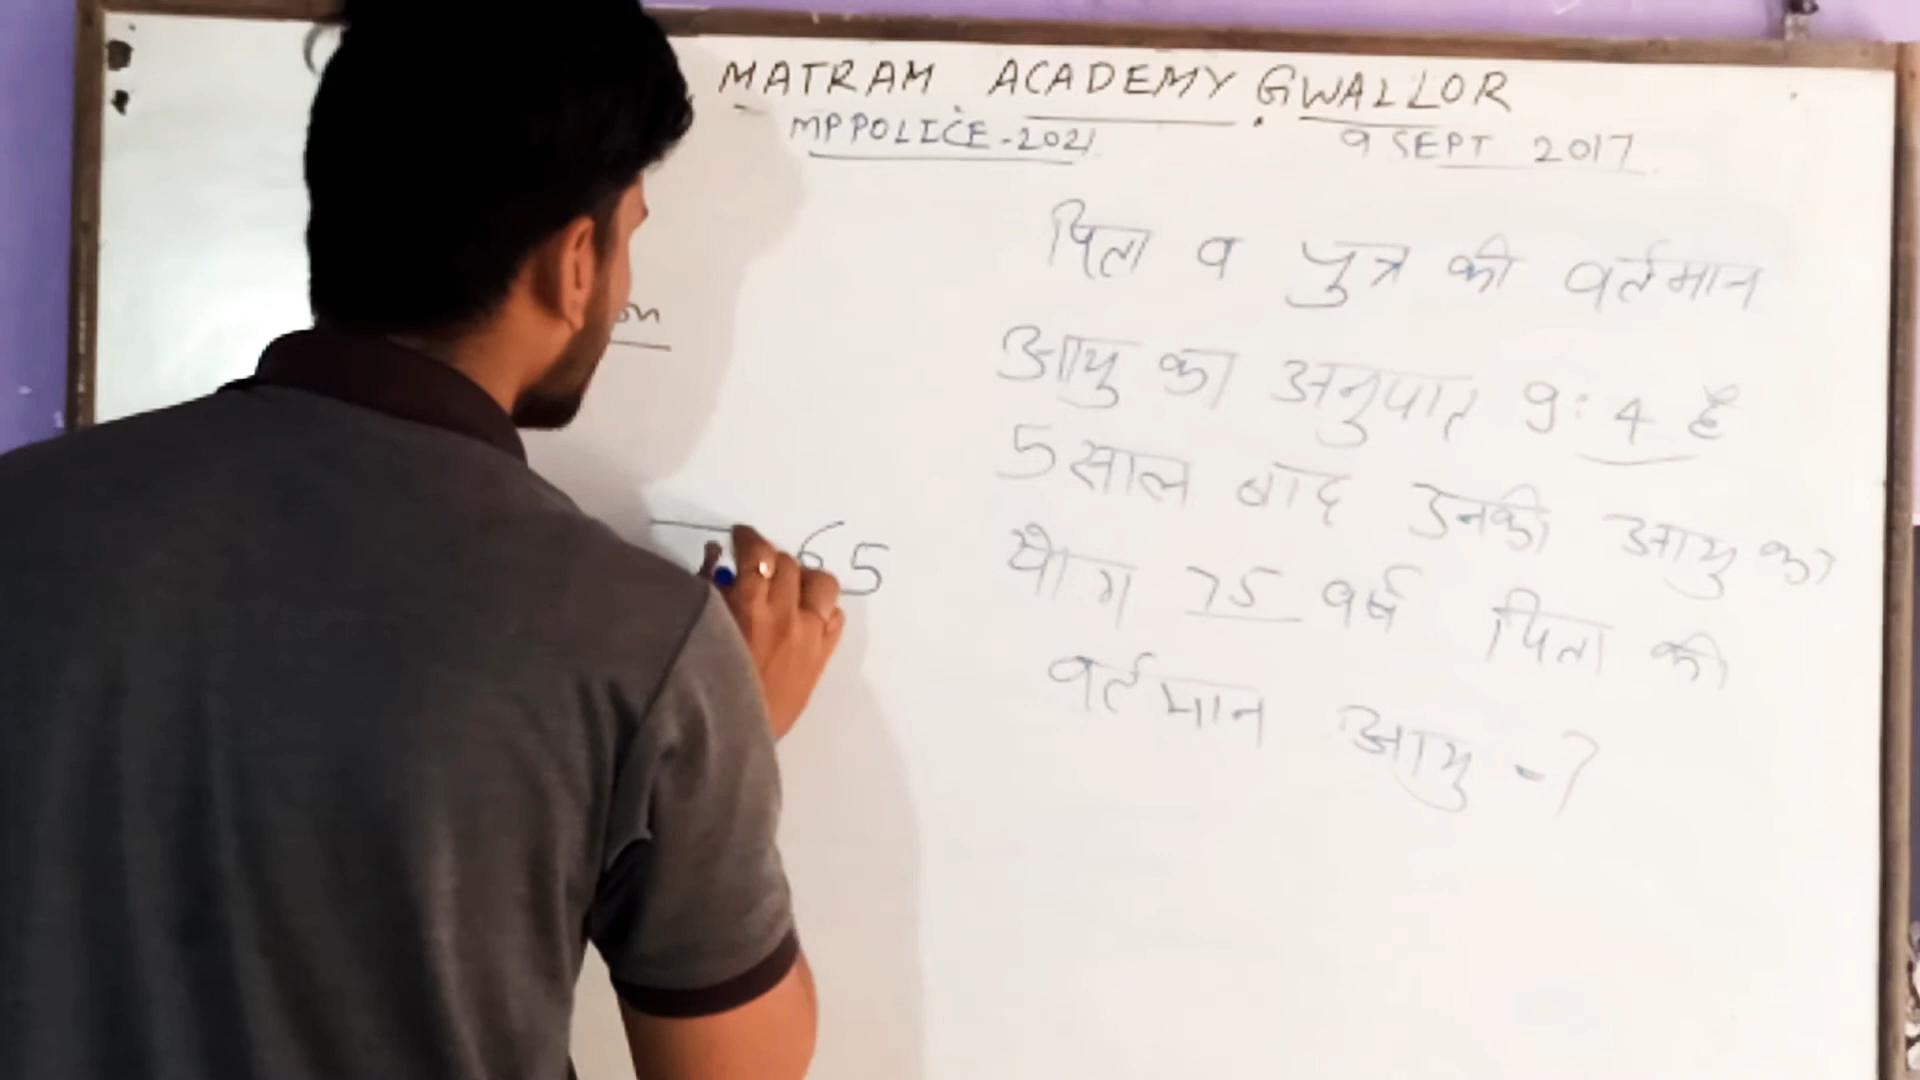 MATRAM ACADEMY GWALLOR
MPPOLICE-2021
9 SEPT 2017
पिता व पुत्र की वर्तमान
आयु का अनुपात 9:4 है
5 साल बाद उनकी आयु का
योग 75 वर्ष पिता की
वर्तमान आयु -?
on
65